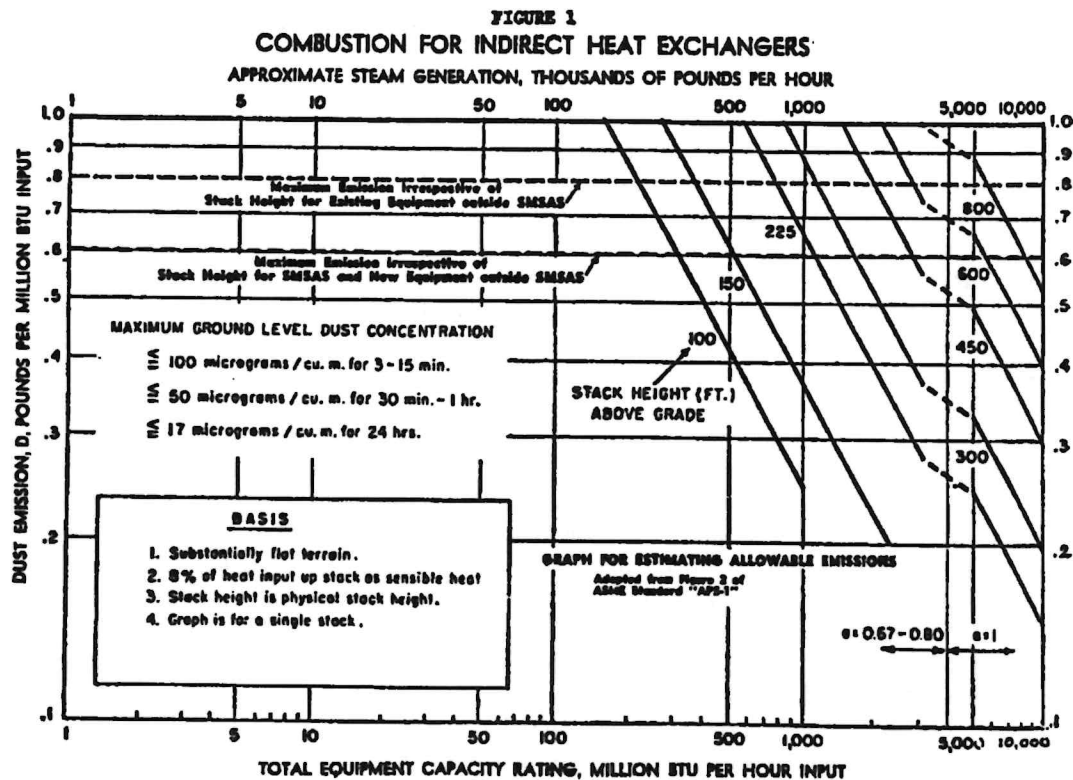 FIGURE 1
COMBUSTION FOR INDIRECT HEAT EXCHANGERS
APPROXIMATE STEAM GENERATION, THOUSANDS OF POUNDS PER HOUR
1 5 10 50 100 500 1,000 5,000 10,000
1.0 1.0
.9 .9
.8 .8
Maximum Emission Irrespective of
Stack Height for Existing Equipment outside SMSAS
.7 .7
800
225
.6 .6
Maximum Emission Irrespective of
Stack Height for SMSAS and New Equipment outside SMSAS
600
.5 .5
150
MAXIMUM GROUND LEVEL DUST CONCENTRATION
450
100
≦ 100 micrograms / cu. m. for 3-15 min.
.4 .4
STACK HEIGHT (FT.)
ABOVE GRADE
≦ 50 micrograms / cu. m. for 30 min.- 1 hr.
≦ 17 micrograms / cu. m. for 24 hrs.
.3 .3
300
DUST EMISSION, D, POUNDS PER MILLION BTU INPUT
BASIS
1. Substantially flat terrain.
2. 8% of heat input up stack as sensible heat
3. Stack height is physical stack height.
4. Graph is for a single stack.
.2 .2
GRAPH FOR ESTIMATING ALLOWABLE EMISSIONS
Adapted from Figure 2 of
ASME Standard "APS-1"
a=0.67-0.80 a=1
.1 .1
1 5 10 50 100 500 1,000 5,000 10,000
TOTAL EQUIPMENT CAPACITY RATING, MILLION BTU PER HOUR INPUT